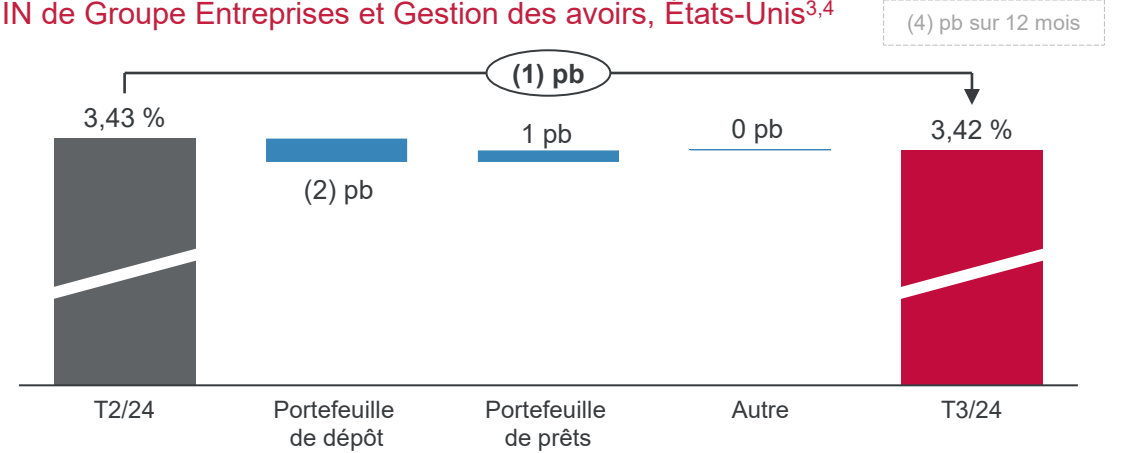 IN de Groupe Entreprises et Gestion des avoirs, États-Unis3,4
(4) pb sur 12 mois
(1) pb
3,43 %
1 pb
0 pb
3,42 %
(2) pb
T2/24
Portefeuille
de dépôt
Portefeuille
de prêts
Autre
T3/24